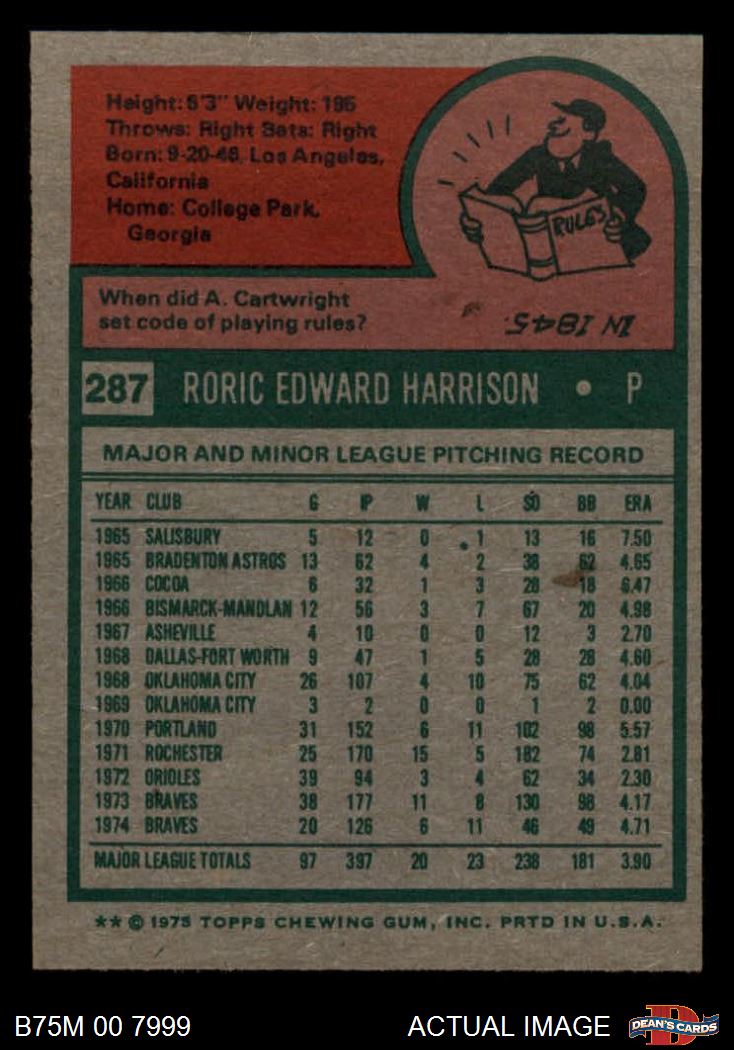 Height: 6'3" Weight: 195
Throws: Right Bats: Right
Born: 9-20-46, Los Angeles,
California
Home: College Park,
Georgia
RULES
When did A. Cartwright
set code of playing rules?
IN 1845.
287 RORIC EDWARD HARRISON • P
MAJOR AND MINOR LEAGUE PITCHING RECORD
YEAR CLUB G IP W L SO BB ERA
1965 SALISBURY 5 12 0 1 13 16 7.50
1965 BRADENTON ASTROS 13 62 4 2 38 62 4.65
1966 COCOA 6 32 1 3 28 18 6.47
1966 BISMARCK-MANDLAN 12 56 3 7 67 20 4.98
1967 ASHEVILLE 4 10 0 0 12 3 2.70
1968 DALLAS-FORT WORTH 9 47 1 5 28 28 4.60
1968 OKLAHOMA CITY 26 107 4 10 75 62 4.04
1969 OKLAHOMA CITY 3 2 0 0 1 2 0.00
1970 PORTLAND 31 152 6 11 102 98 5.57
1971 ROCHESTER 25 170 15 5 182 74 2.81
1972 ORIOLES 39 94 3 4 62 34 2.30
1973 BRAVES 38 177 11 8 130 98 4.17
1974 BRAVES 20 126 6 11 46 49 4.71
MAJOR LEAGUE TOTALS 97 397 20 23 238 181 3.90
** © 1975 TOPPS CHEWING GUM, INC. PRTD IN U.S.A.
B75M 00 7999 ACTUAL IMAGE DEAN'S CARDS